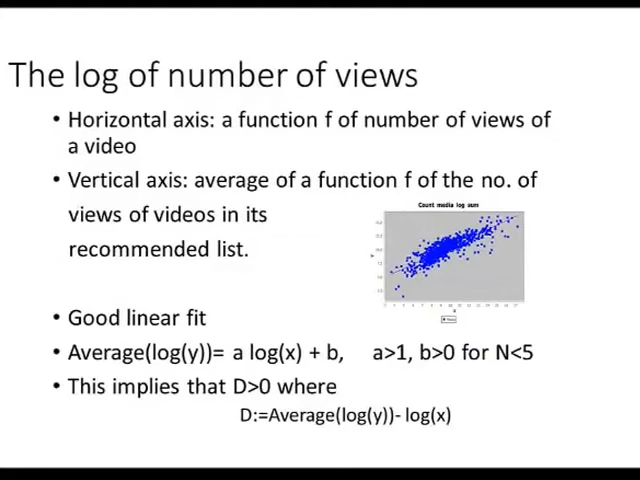 The log of number of views
• Horizontal axis: a function f of number of views of
a video
• Vertical axis: average of a function f of the no. of
views of videos in its
recommended list.
Count media log sum
• Good linear fit
• Average(log(y))= a log(x) + b, a>1, b>0 for N<5
• This implies that D>0 where
D:=Average(log(y))- log(x)